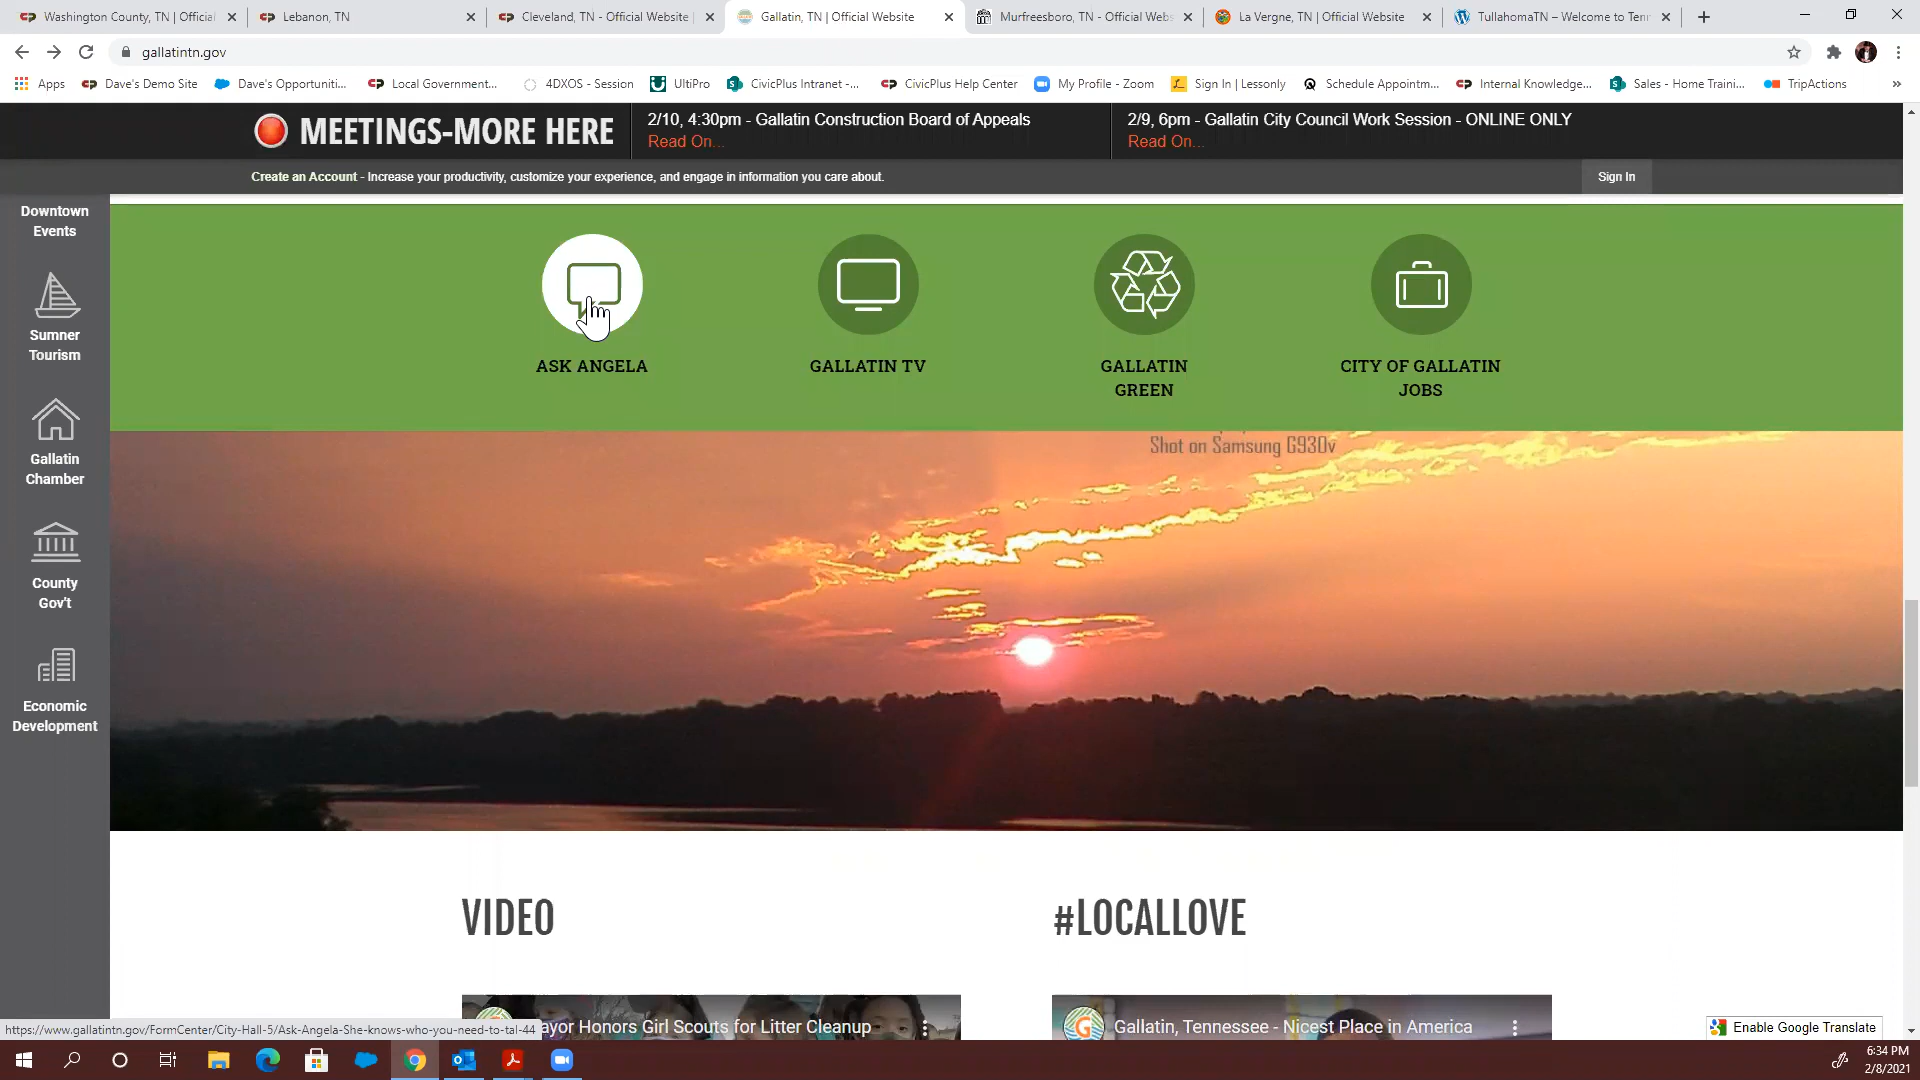 Washington County, TN | Official
Lebanon, TN
Cleveland, TN - Official Website |
Gallatin, TN | Official Website
Murfreesboro, TN - Official Webs
La Vergne, TN | Official Website
TullahomaTN – Welcome to Tenn
gallatintn.gov
Apps
Dave's Demo Site
Dave's Opportuniti...
Local Government...
4DXOS - Session
UltiPro
CivicPlus Intranet -...
CivicPlus Help Center
My Profile - Zoom
Sign In | Lessonly
Schedule Appointm...
Internal Knowledge...
Sales - Home Traini...
TripActions
MEETINGS-MORE HERE
2/10, 4:30pm - Gallatin Construction Board of Appeals
Read On...
2/9, 6pm - Gallatin City Council Work Session - ONLINE ONLY
Read On...
Create an Account - Increase your productivity, customize your experience, and engage in information you care about.
Sign In
Downtown
Events
Sumner
Tourism
Gallatin
Chamber
County
Gov't
Economic
Development
ASK ANGELA
GALLATIN TV
GALLATIN
GREEN
CITY OF GALLATIN
JOBS
Shot on Samsung G930v
VIDEO
#LOCALLOVE
ayor Honors Girl Scouts for Litter Cleanup
Gallatin, Tennessee - Nicest Place in America
https://www.gallatintn.gov/FormCenter/City-Hall-5/Ask-Angela-She-knows-who-you-need-to-tal-44
Enable Google Translate
6:34 PM
2/8/2021